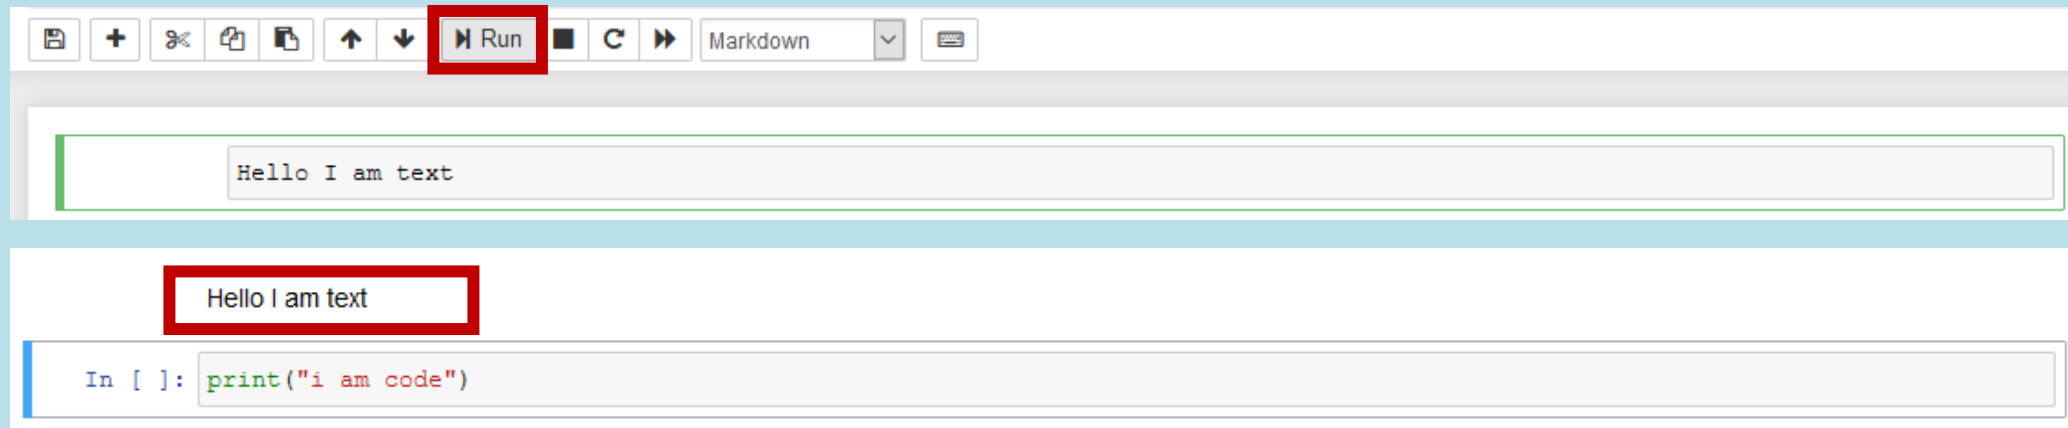 Run Markdown
Hello I am text
Hello I am text
In [ ]: print("i am code")